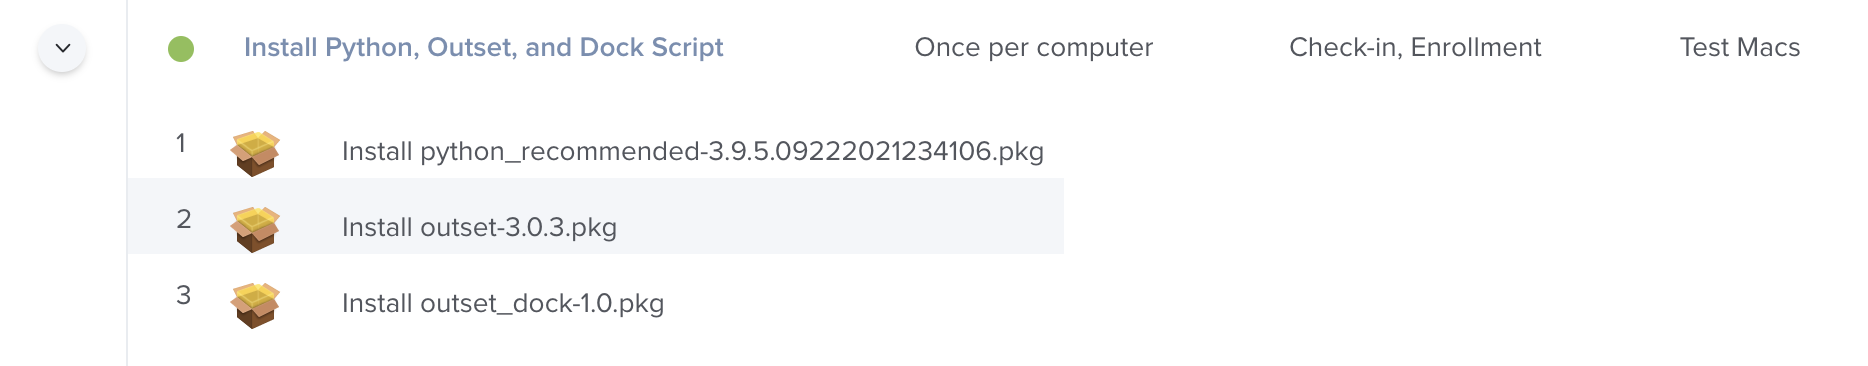 Install Python, Outset, and Dock Script Once per computer Check-in, Enrollment Test Macs
1 Install python_recommended-3.9.5.09222021234106.pkg
2 Install outset-3.0.3.pkg
3 Install outset_dock-1.0.pkg